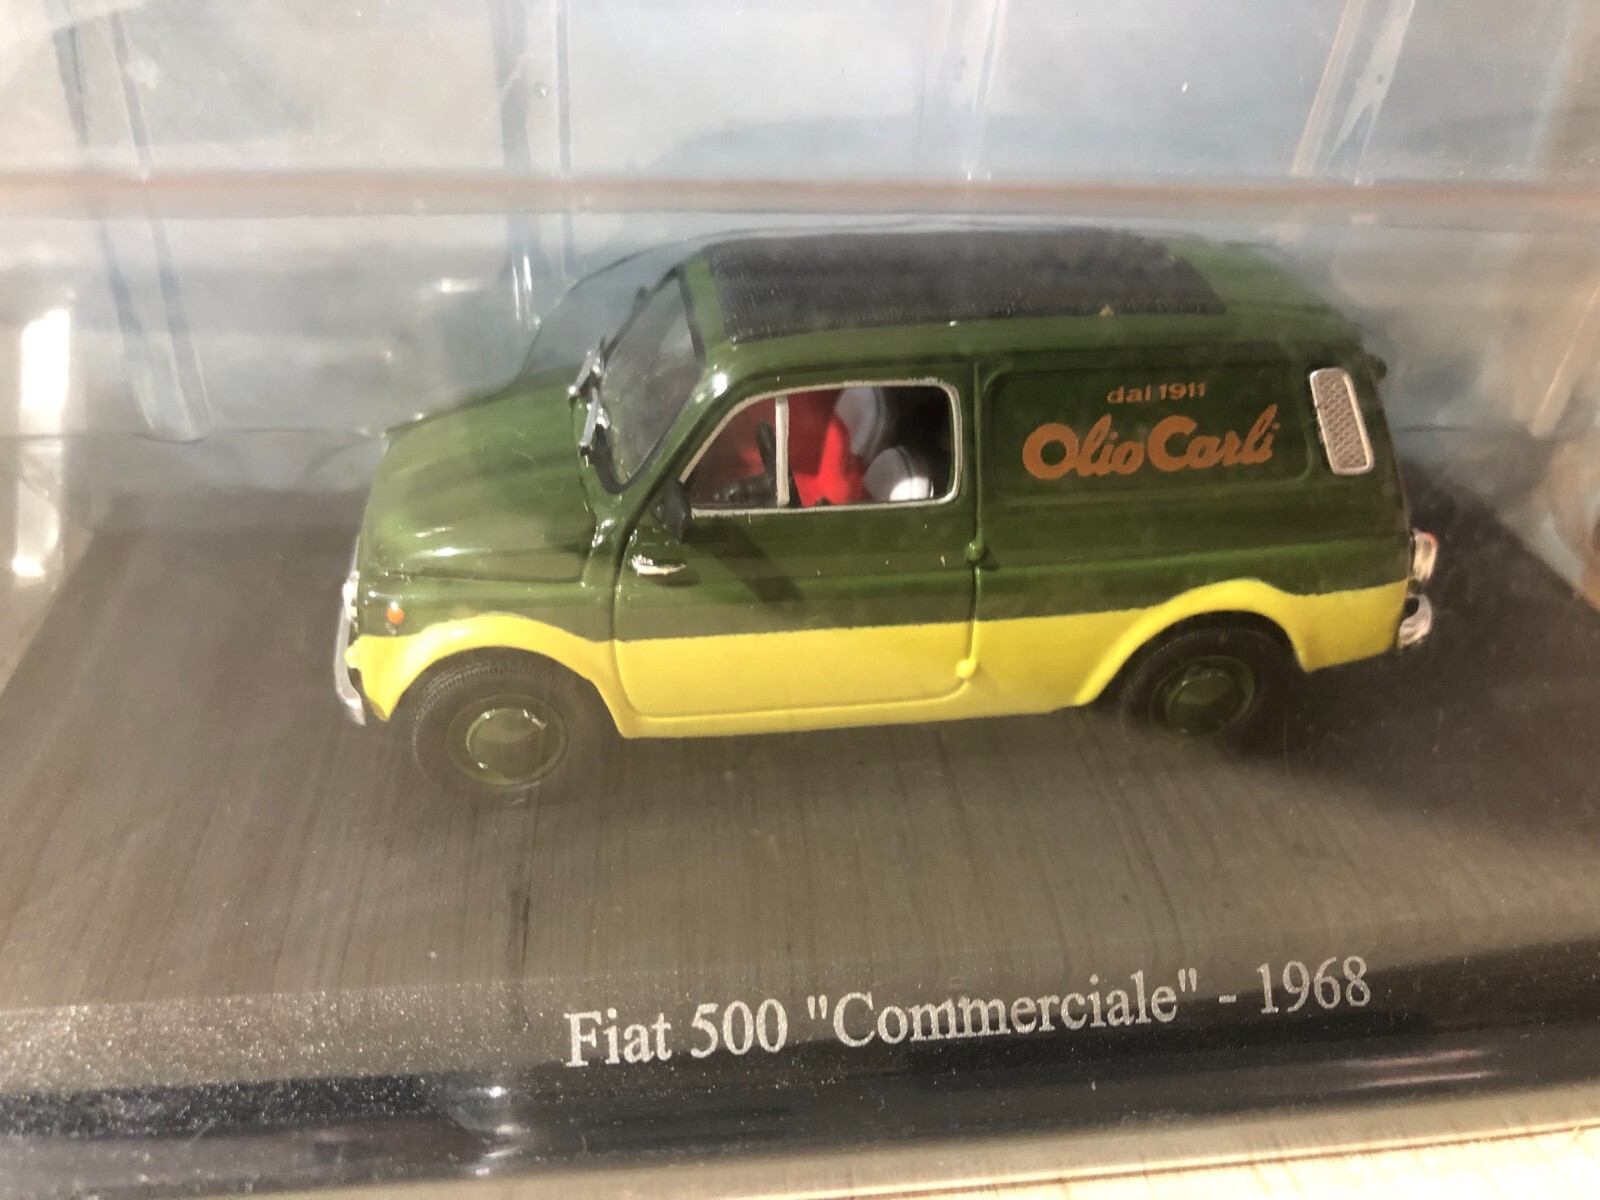 dal 1911
Olio Carli
Fiat 500 "Commerciale" - 1968